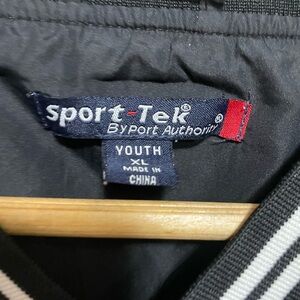 Sport-Tek®
By Port Authority®
YOUTH
XL
MADE IN
CHINA